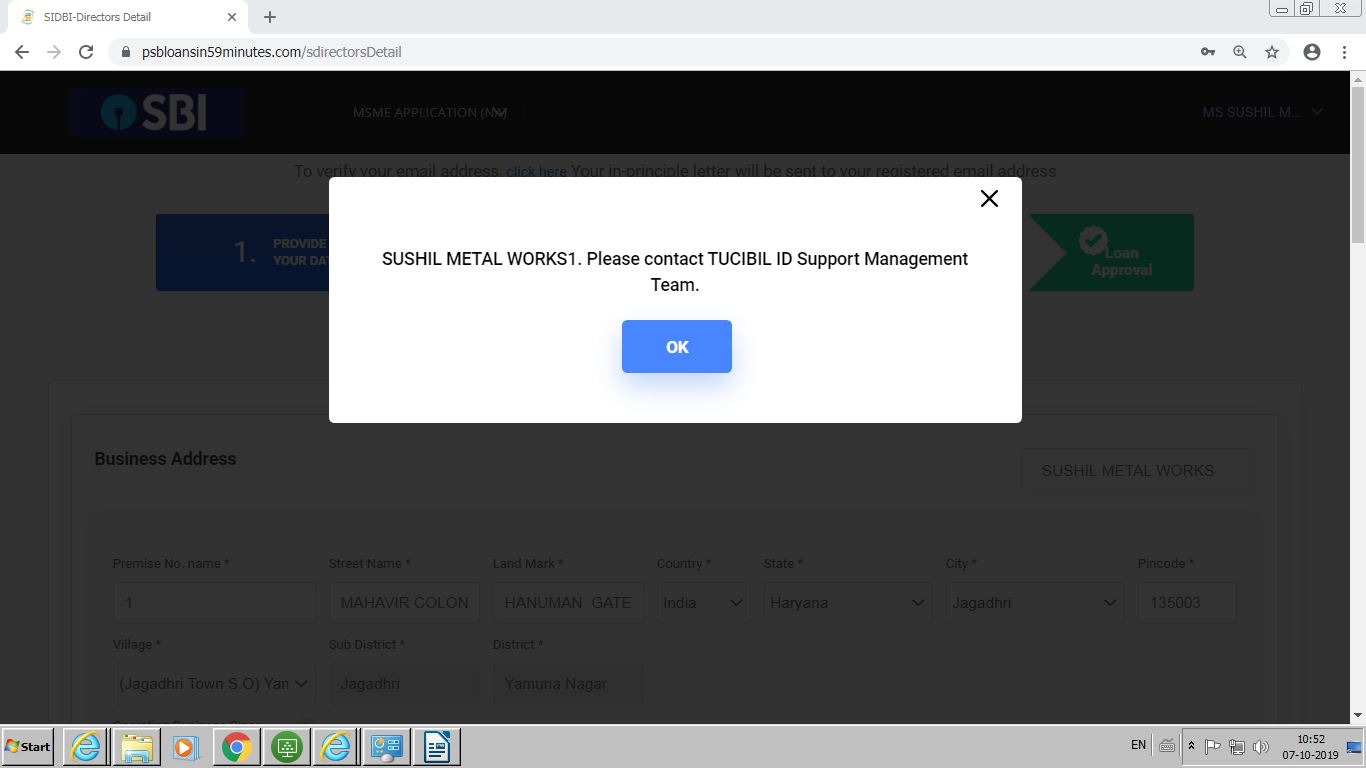 SIDBI-Directors Detail
psbloansin59minutes.com/sdirectorsDetail
SBI
MSME APPLICATION
MS SUSHIL M...
To verify your email address, click here Your in-principle letter will be sent to your registered email address
1. PROVIDE
YOUR DA
Loan
Approval
SUSHIL METAL WORKS1. Please contact TUCIBIL ID Support Management
Team.
OK
Business Address
SUSHIL METAL WORKS
Premise No. name * Street Name * Land Mark * Country * State * City * Pincode *
1 MAHAVIR COLON HANUMAN GATE India Haryana Jagadhri 135003
Village * Sub District * District *
(Jagadhri Town S.O) Yan Jagadhri Yamuna Nagar
Start
EN
10:52
07-10-2019